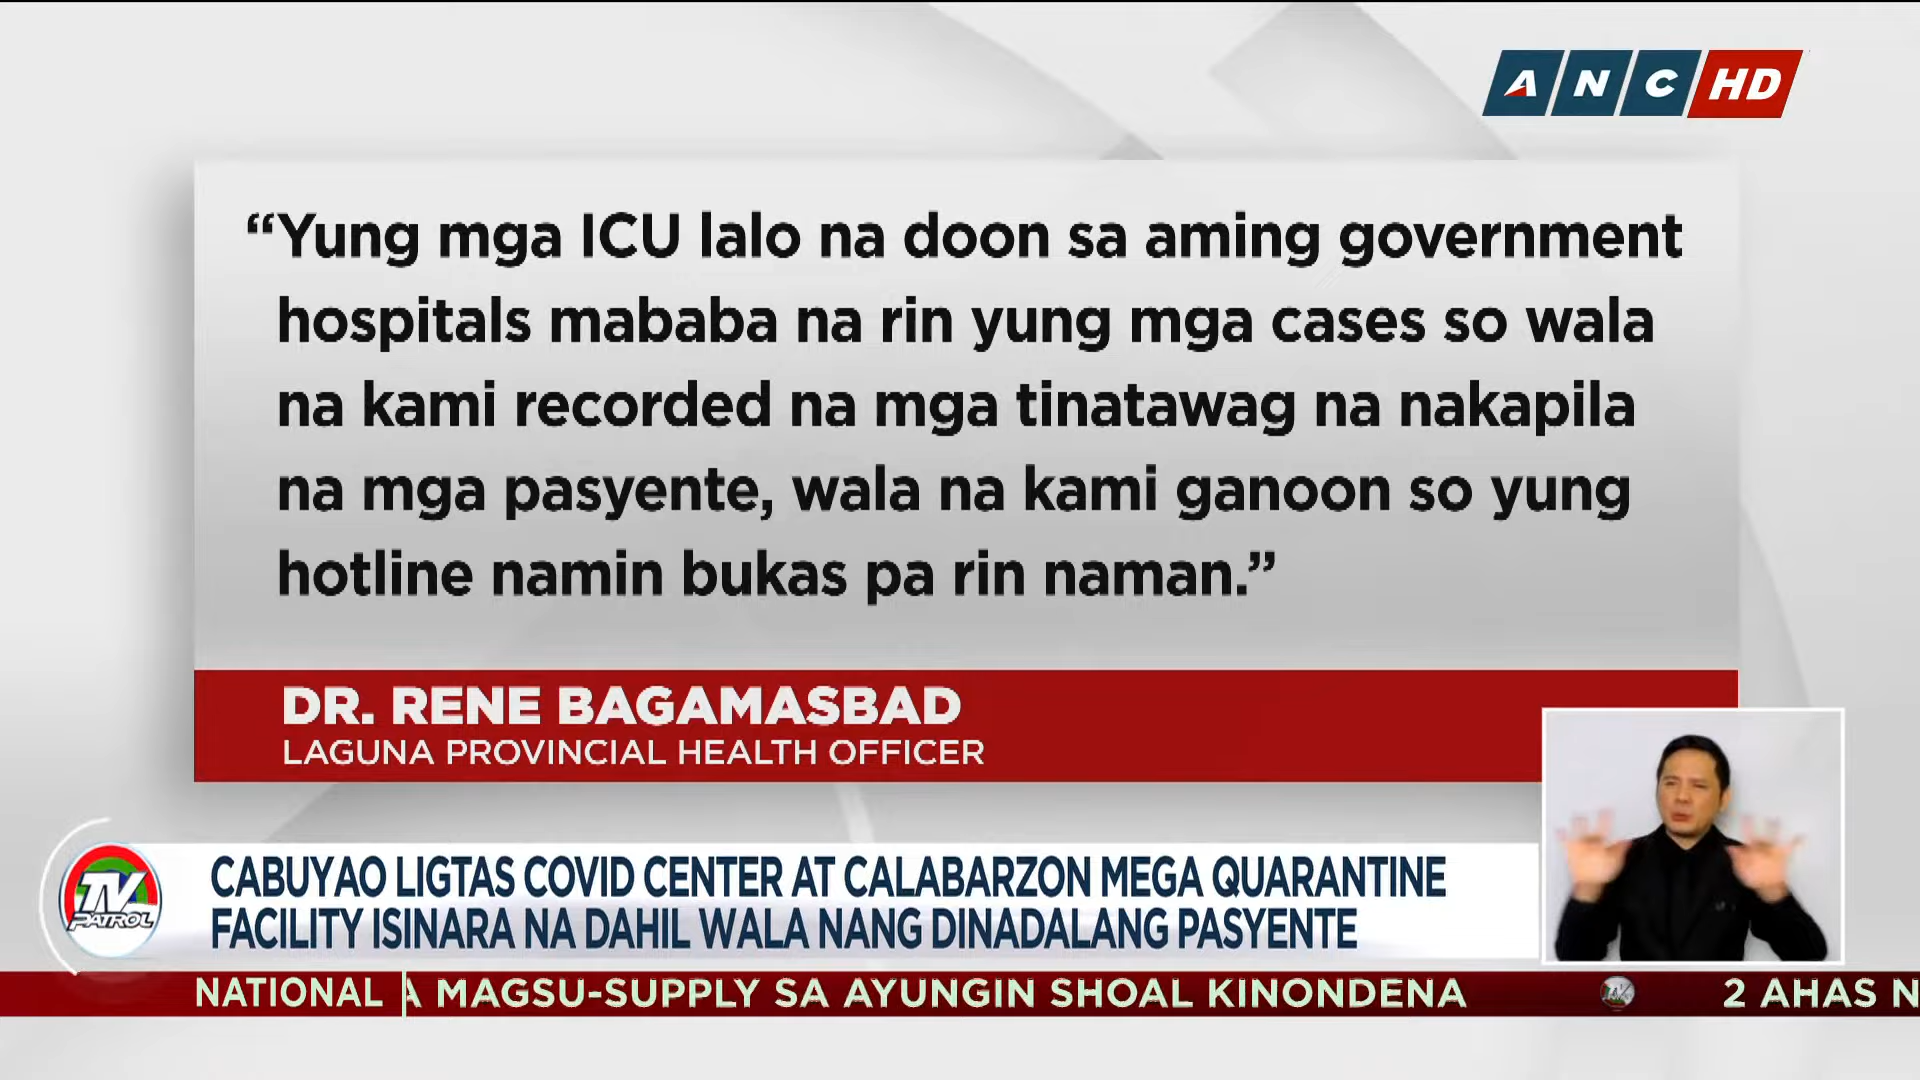 ANC HD
“Yung mga ICU lalo na doon sa aming government
hospitals mababa na rin yung mga cases so wala
na kami recorded na mga tinatawag na nakapila
na mga pasyente, wala na kami ganoon so yung
hotline namin bukas pa rin naman.”
DR. RENE BAGAMASBAD
LAGUNA PROVINCIAL HEALTH OFFICER
TV PATROL
CABUYAO LIGTAS COVID CENTER AT CALABARZON MEGA QUARANTINE
FACILITY ISINARA NA DAHIL WALA NANG DINADALANG PASYENTE
NATIONAL A MAGSU-SUPPLY SA AYUNGIN SHOAL KINONDENA 2 AHAS N